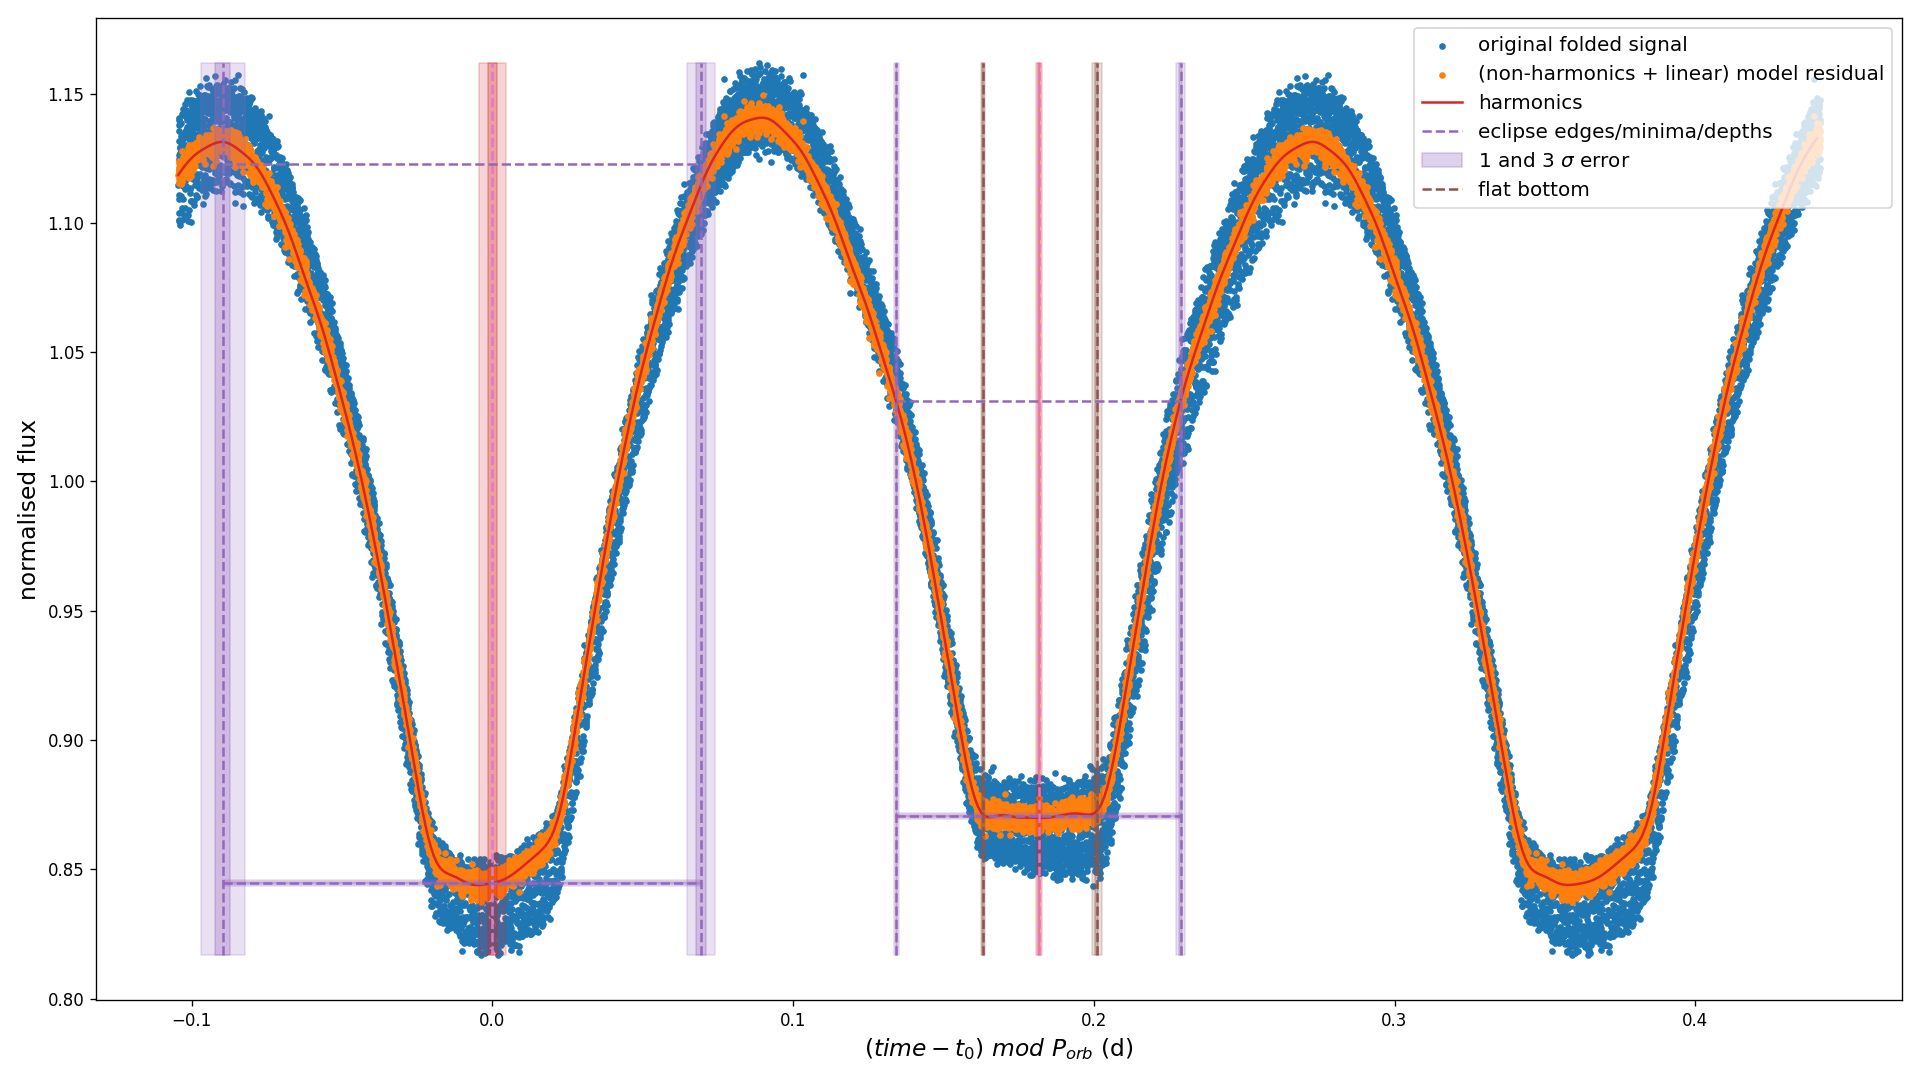 original folded signal
(non-harmonics + linear) model residual
harmonics
eclipse edges/minima/depths
1 and 3 σ error
flat bottom
normalised flux
1.15
1.10
1.05
1.00
0.95
0.90
0.85
0.80
−0.1
0.0
0.1
0.2
0.3
0.4
(time − t₀) mod Pₒᵣb (d)